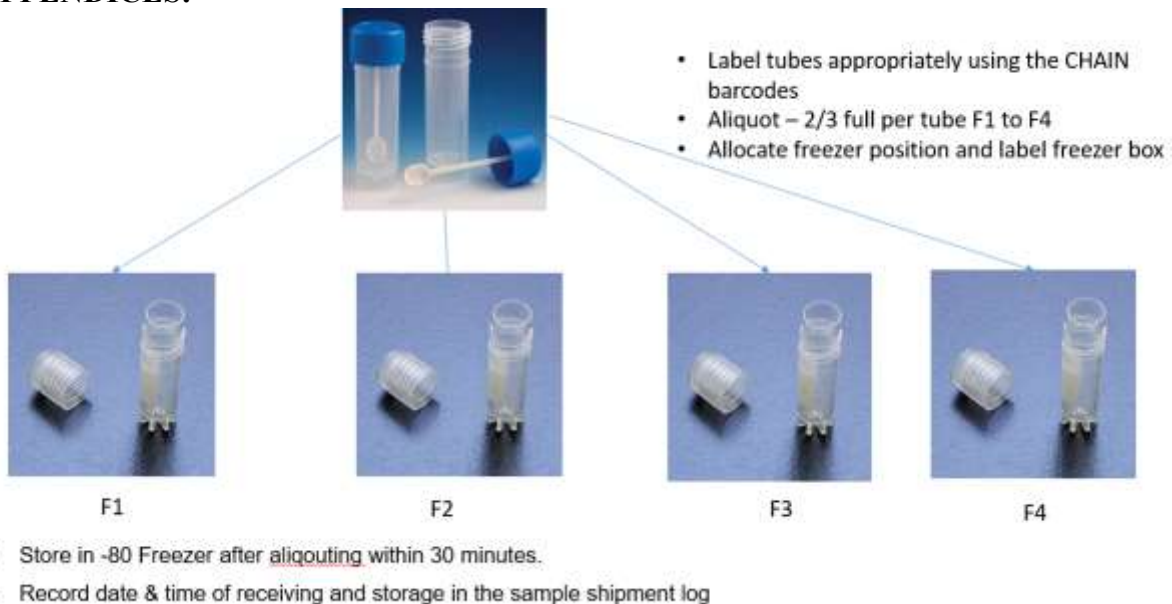 • Label tubes appropriately using the CHAIN
barcodes
• Aliquot – 2/3 full per tube F1 to F4
• Allocate freezer position and label freezer box
F1
F2
F3
F4
Store in -80 Freezer after aliqouting within 30 minutes.
Record date & time of receiving and storage in the sample shipment log